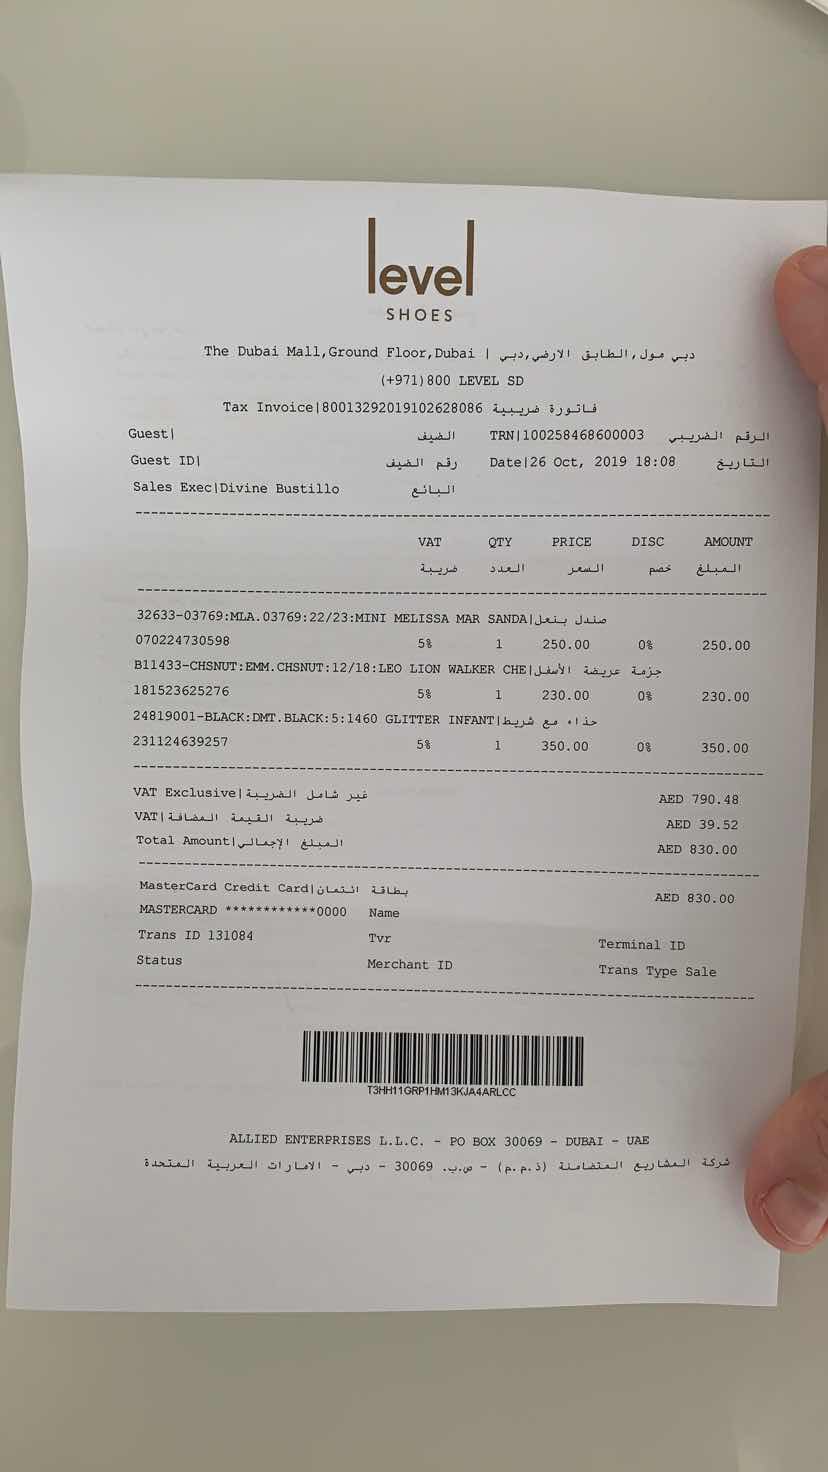 level
SHOES
The Dubai Mall,Ground Floor,Dubai | دبي مول,الطابق الارضي,دبي
(+971)800 LEVEL SD
Tax Invoice|80013292019102628086 فاتورة ضريبية
Guest| الضيف TRN|100258468600003 الرقم الضريبي
Guest ID| رقم الضيف Date|26 Oct, 2019 18:08 التاريخ
Sales Exec|Divine Bustillo البائع
VAT QTY PRICE DISC AMOUNT
ضريبة العدد السعر خصم المبلغ
32633-03769:MLA.03769:22/23:MINI MELISSA MAR SANDA|صندل بنعل
070224730598 5% 1 250.00 0% 250.00
B11433-CHSNUT:EMM.CHSNUT:12/18:LEO LION WALKER CHE|جزمة عريضة الأسفل
181523625276 5% 1 230.00 0% 230.00
24819001-BLACK:DMT.BLACK:5:1460 GLITTER INFANT|حذاء مع شريط
231124639257 5% 1 350.00 0% 350.00
VAT Exclusive|غير شامل الضريبة AED 790.48
VAT|ضريبة القيمة المضافة AED 39.52
Total Amount|المبلغ الإجمالي AED 830.00
MasterCard Credit Card|بطاقة ائتمان AED 830.00
MASTERCARD ************0000 Name
Trans ID 131084 Tvr Terminal ID
Status Merchant ID Trans Type Sale
T3HH11GRP1HM13KJA4ARLCC
ALLIED ENTERPRISES L.L.C. - PO BOX 30069 - DUBAI - UAE
شركة المشاريع المتضامنة (ذ.م.م) - ص.ب. 30069 - دبي - الامارات العربية المتحدة